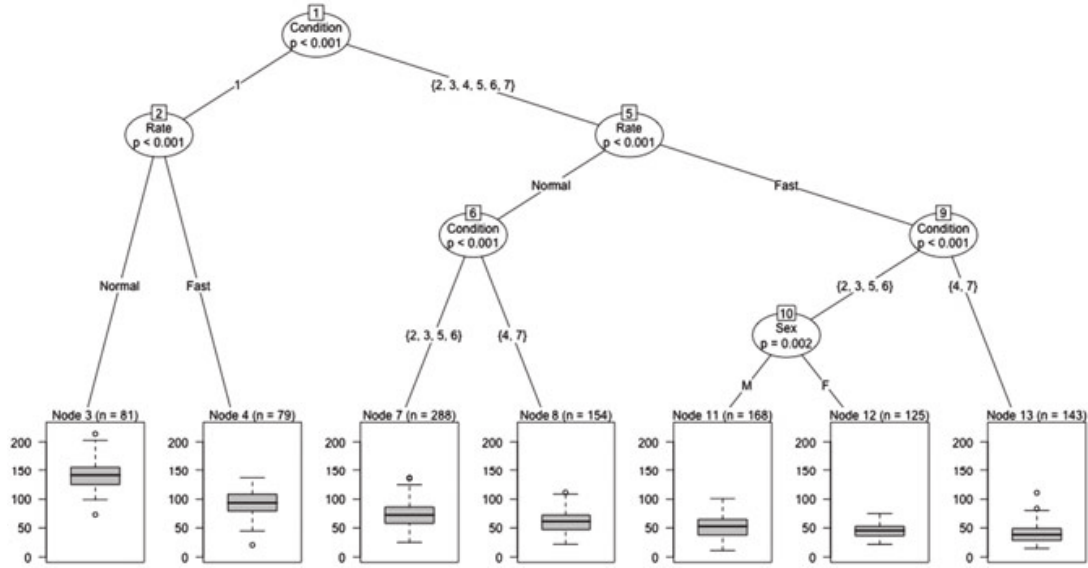 1
Condition
p < 0.001
1
{2, 3, 4, 5, 6, 7}
2
Rate
p < 0.001
5
Rate
p < 0.001
Normal
Fast
6
Condition
p < 0.001
9
Condition
p < 0.001
Normal
Fast
{2, 3, 5, 6}
{4, 7}
10
Sex
p = 0.002
{2, 3, 5, 6}
{4, 7}
M
F
Node 3 (n = 81)
Node 4 (n = 79)
Node 7 (n = 288)
Node 8 (n = 154)
Node 11 (n = 168)
Node 12 (n = 125)
Node 13 (n = 143)
200 200 200 200 200 200 200
150 150 150 150 150 150 150
100 100 100 100 100 100 100
50 50 50 50 50 50 50
0 0 0 0 0 0 0